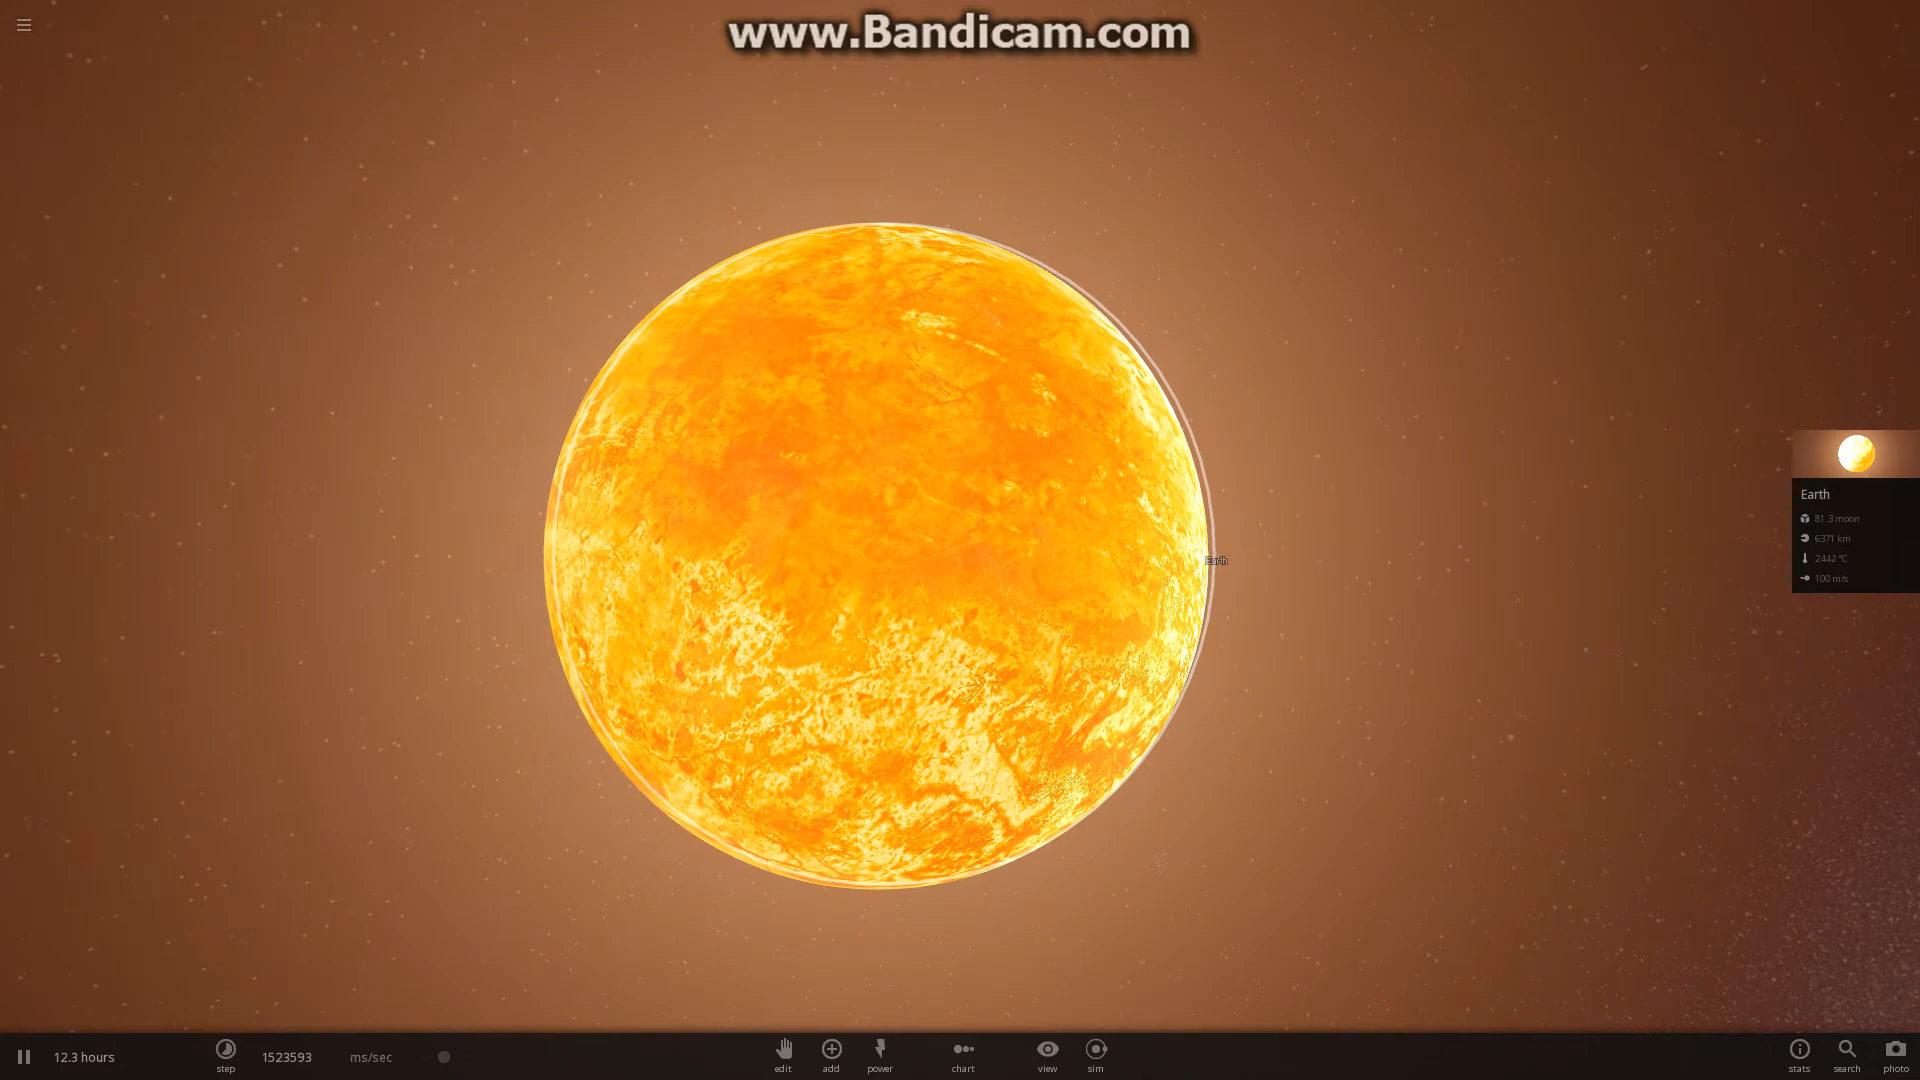 www.Bandicam.com
Earth
Earth
81.3 moon
6371 km
2442 °C
100 m/s
12.3 hours
step
1523593
ms/sec
edit
add
power
chart
view
sim
stats
search
photo